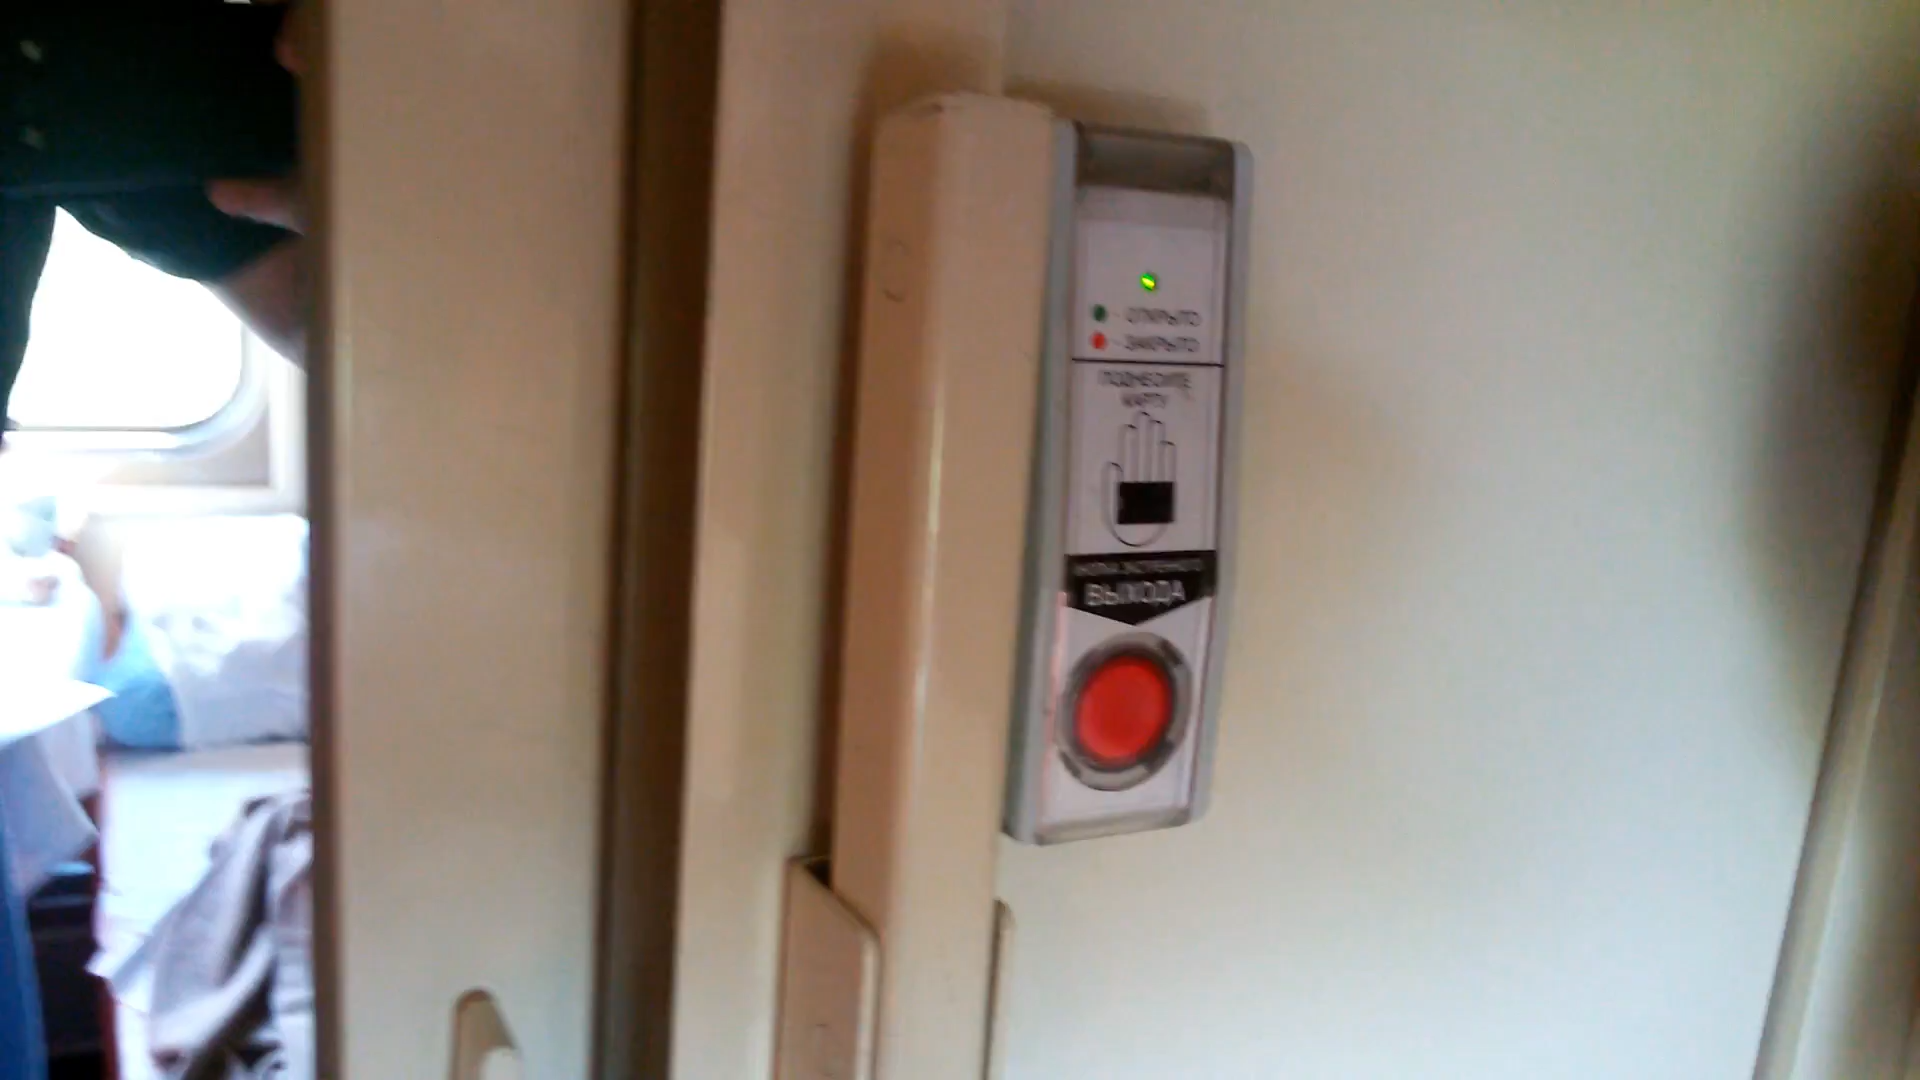 - ОТКРЫТО
- ЗАКРЫТО
ПОДНЕСИТЕ
КАРТУ
ВЫХОДА